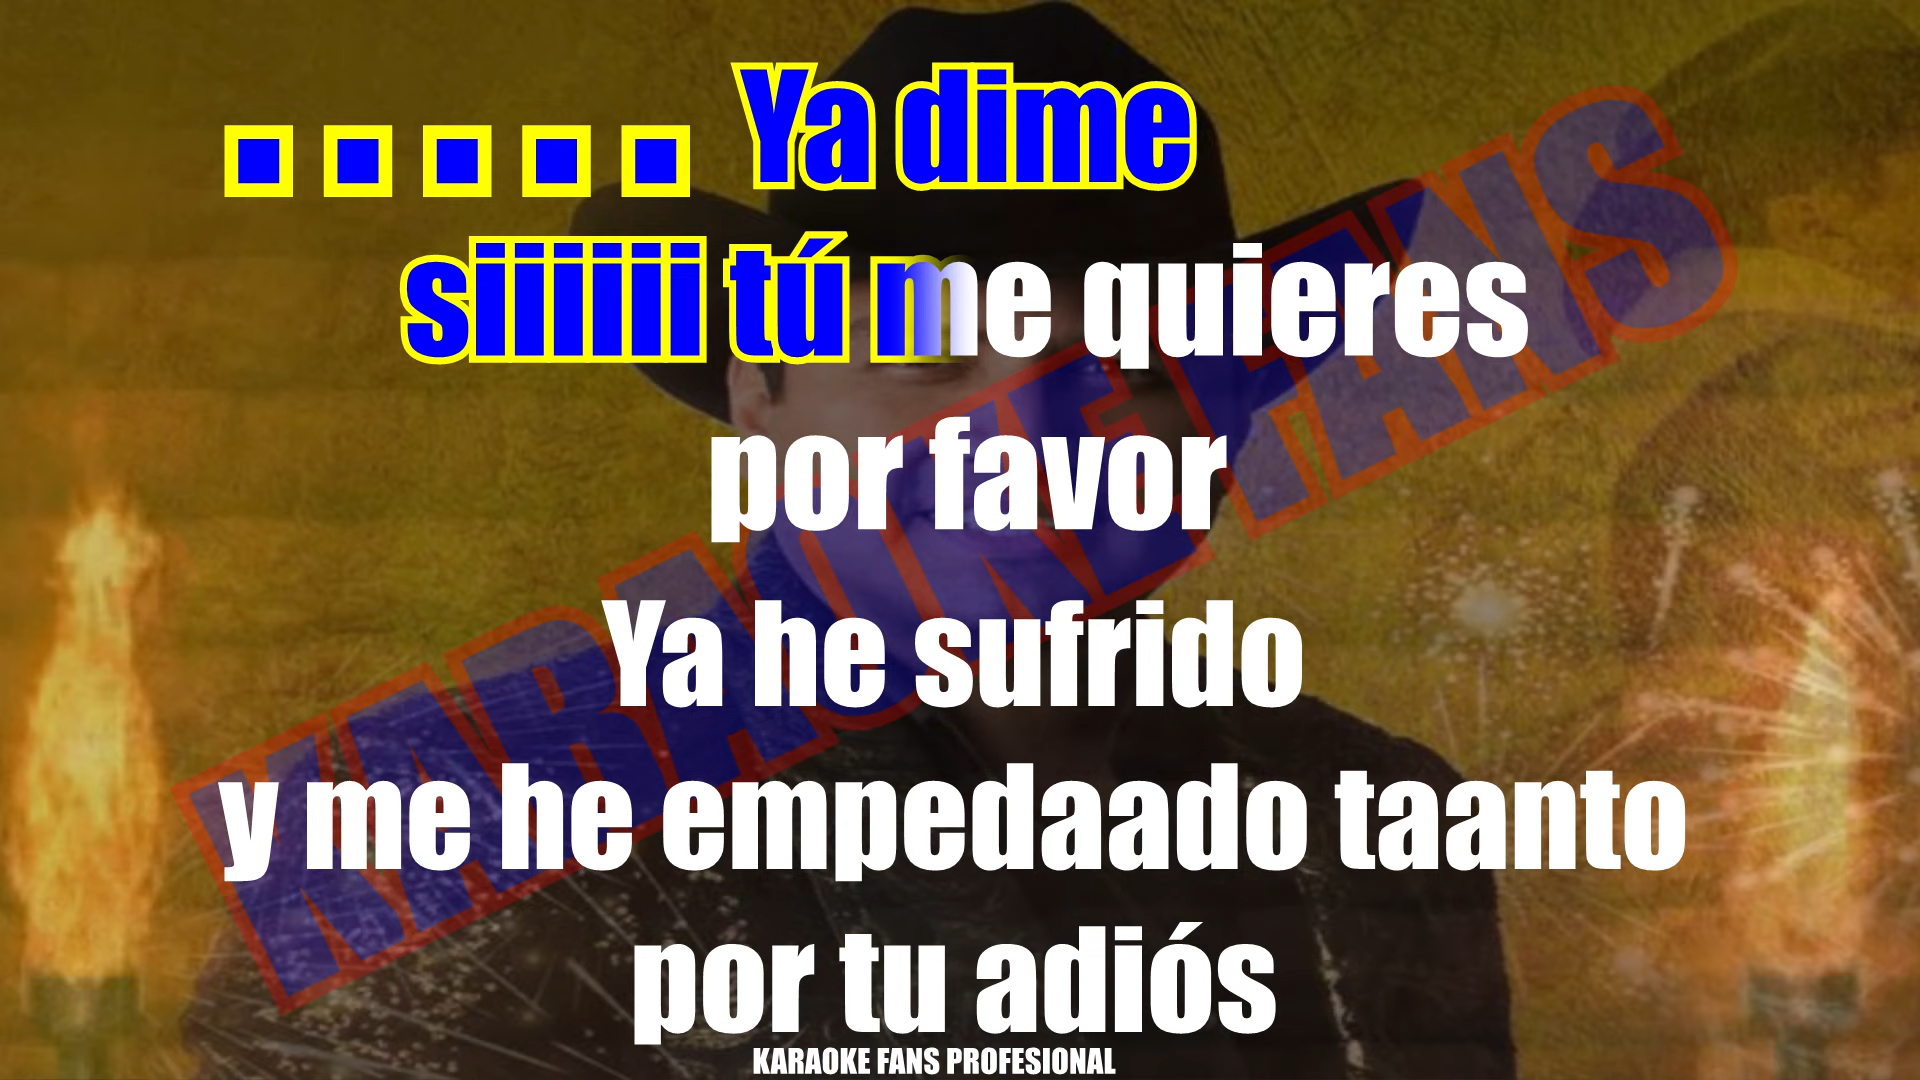 . . . . . Ya dime
siiiii tú me quieres
por favor
Ya he sufrido
y me he empedaado taanto
por tu adiós
KARAOKE FANS
KARAOKE FANS PROFESIONAL